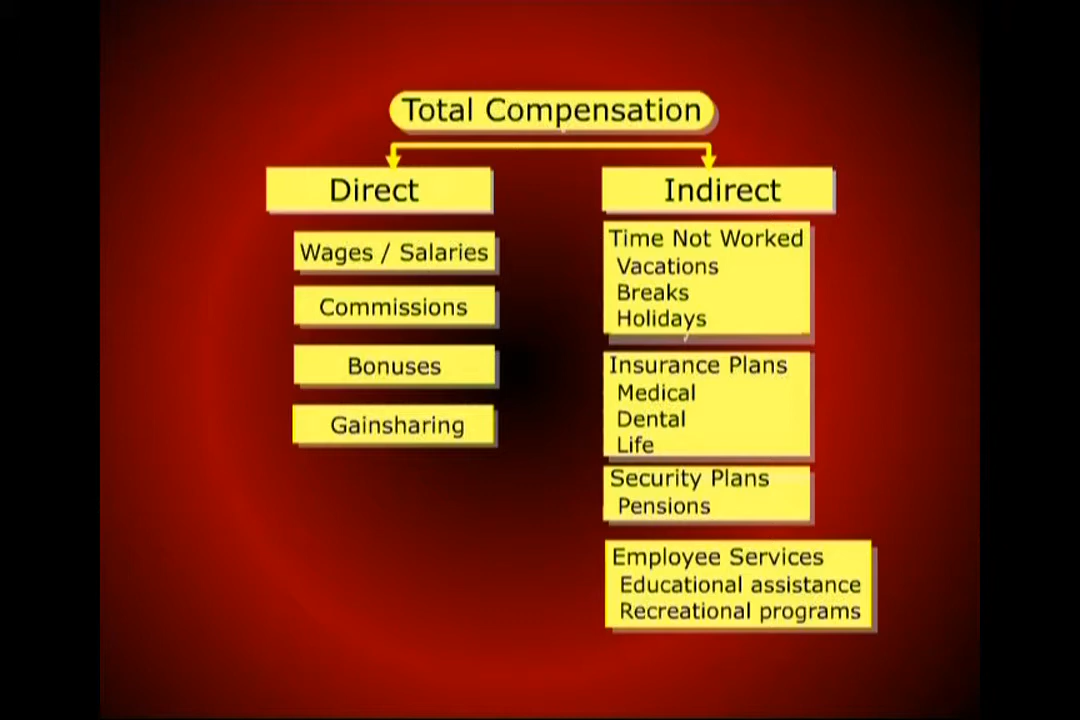 Total Compensation
Direct
Wages / Salaries
Commissions
Bonuses
Gainsharing
Indirect
Time Not Worked
Vacations
Breaks
Holidays
Insurance Plans
Medical
Dental
Life
Security Plans
Pensions
Employee Services
Educational assistance
Recreational programs